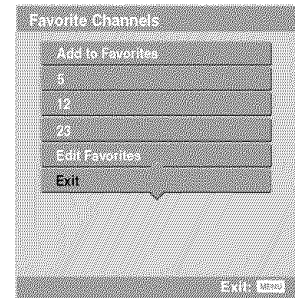 Favorite Channels
Add to Favorites
5
12
23
Edit Favorites
Exit
Exit: MENU